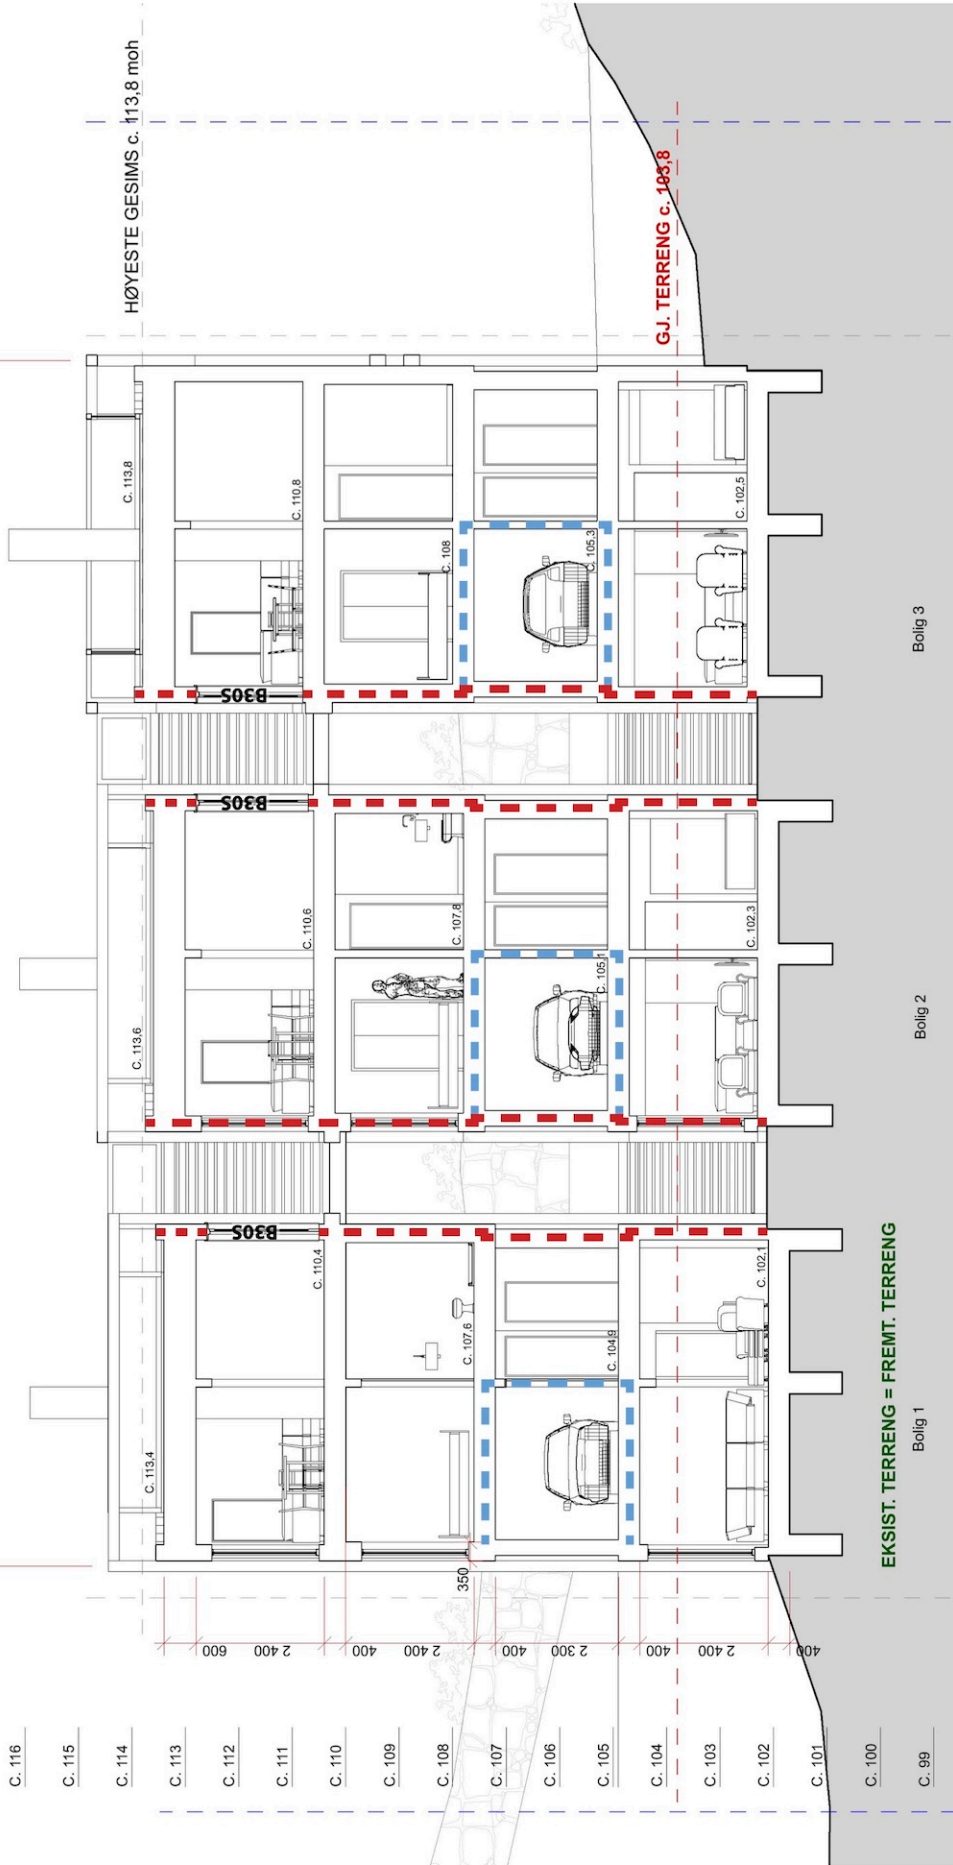 HØYESTE GESIMS c. 113,8 moh
GJ. TERRENG c. 103,8
C. 116
C. 115
C. 114
C. 113
C. 112
C. 111
C. 110
C. 109
C. 108
C. 107
C. 106
C. 105
C. 104
C. 103
C. 102
C. 101
C. 100
C. 99
600
2 400
400
2 400
400
2 300
400
2 400
400
350
C. 113,4
C. 110,4
C. 107,6
C. 104,9
C. 102,1
B30S
C. 113,6
C. 110,6
C. 107,8
C. 105,1
C. 102,3
B30S
B30S
C. 113,8
C. 110,8
C. 108
C. 105,3
C. 102,5
EKSIST. TERRENG = FREMT. TERRENG
Bolig 1
Bolig 2
Bolig 3